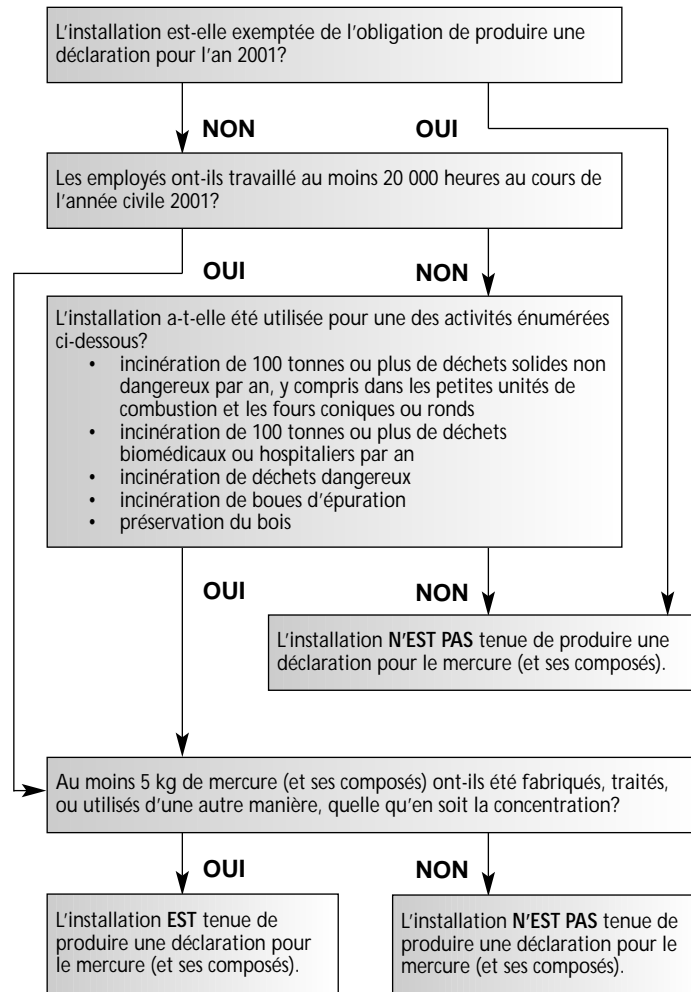 L'installation est-elle exemptée de l'obligation de produire une
déclaration pour l'an 2001?
NON
OUI
Les employés ont-ils travaillé au moins 20 000 heures au cours de
l'année civile 2001?
OUI
NON
L'installation a-t-elle été utilisée pour une des activités énumérées
ci-dessous?
• incinération de 100 tonnes ou plus de déchets solides non
dangereux par an, y compris dans les petites unités de
combustion et les fours coniques ou ronds
• incinération de 100 tonnes ou plus de déchets
biomédicaux ou hospitaliers par an
• incinération de déchets dangereux
• incinération de boues d'épuration
• préservation du bois
OUI
NON
L'installation N'EST PAS tenue de produire une
déclaration pour le mercure (et ses composés).
Au moins 5 kg de mercure (et ses composés) ont-ils été fabriqués, traités,
ou utilisés d'une autre manière, quelle qu'en soit la concentration?
OUI
NON
L'installation EST tenue de
produire une déclaration pour
le mercure (et ses composés).
L'installation N'EST PAS tenue de
produire une déclaration pour le
mercure (et ses composés).